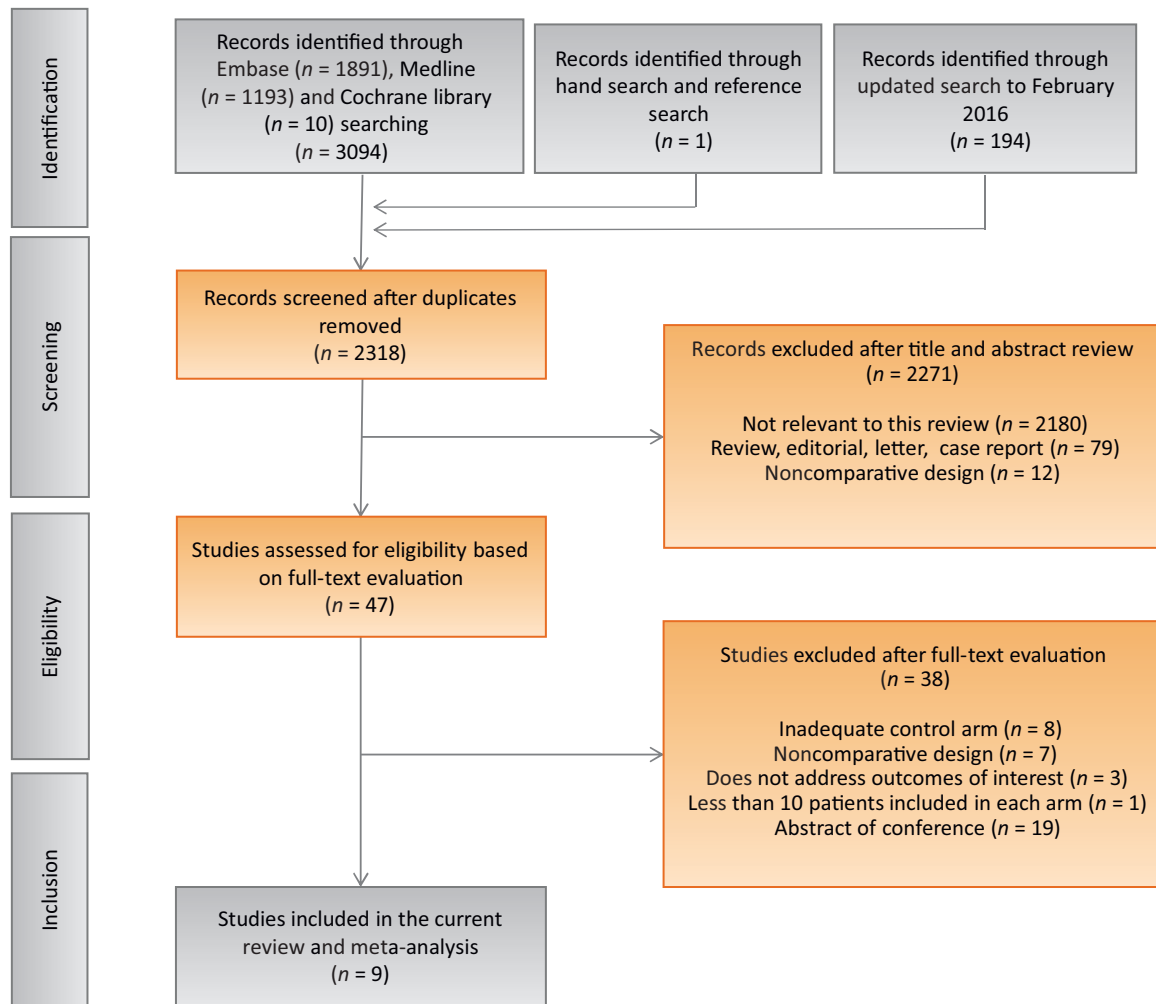 Identification
Records identified through
Embase (n = 1891), Medline
(n = 1193) and Cochrane library
(n = 10) searching
(n = 3094)
Records identified through
hand search and reference
search
(n = 1)
Records identified through
updated search to February
2016
(n = 194)
Screening
Records screened after duplicates
removed
(n = 2318)
Records excluded after title and abstract review
(n = 2271)
Not relevant to this review (n = 2180)
Review, editorial, letter, case report (n = 79)
Noncomparative design (n = 12)
Eligibility
Studies assessed for eligibility based
on full-text evaluation
(n = 47)
Studies excluded after full-text evaluation
(n = 38)
Inadequate control arm (n = 8)
Noncomparative design (n = 7)
Does not address outcomes of interest (n = 3)
Less than 10 patients included in each arm (n = 1)
Abstract of conference (n = 19)
Inclusion
Studies included in the current
review and meta-analysis
(n = 9)